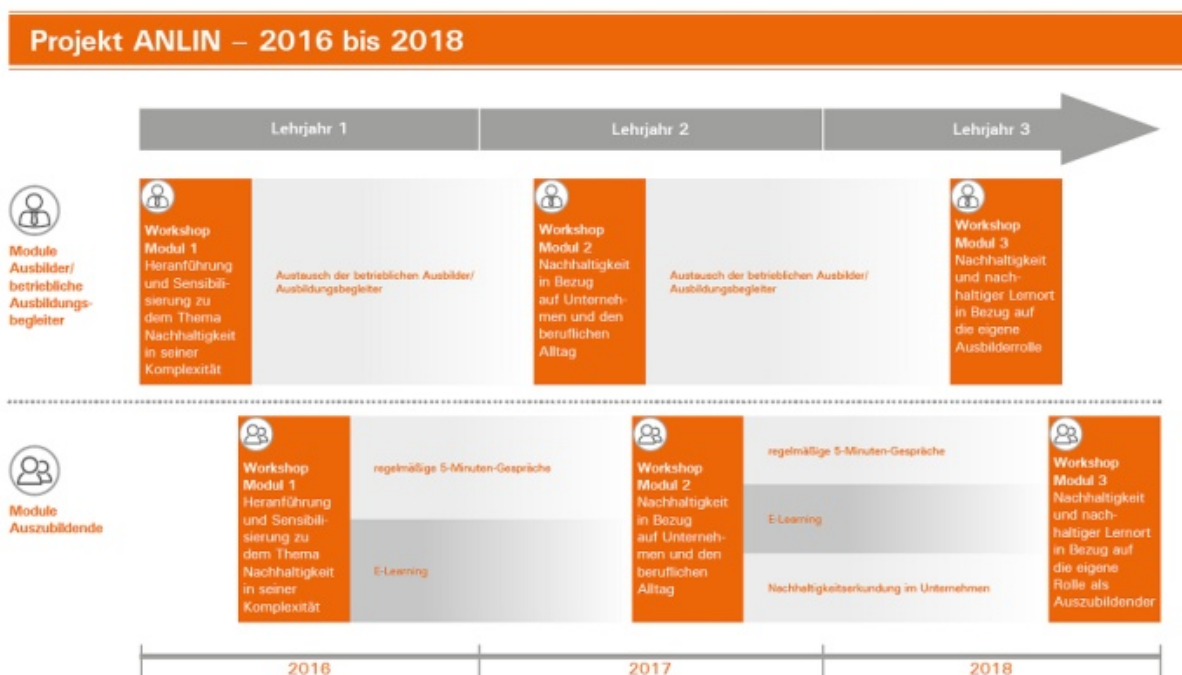 Projekt ANLIN – 2016 bis 2018
Lehrjahr 1
Lehrjahr 2
Lehrjahr 3
Module
Ausbilder/
betriebliche
Ausbildungs-
begleiter
Workshop
Modul 1
Heranführung
und Sensibili-
sierung zu
dem Thema
Nachhaltigkeit
in seiner
Komplexität
Austausch der betrieblichen Ausbilder/
Ausbildungsbegleiter
Workshop
Modul 2
Nachhaltigkeit
in Bezug
auf Unterneh-
men und den
beruflichen
Alltag
Austausch der betrieblichen Ausbilder/
Ausbildungsbegleiter
Workshop
Modul 3
Nachhaltigkeit
und nach-
haltiger Lernort
in Bezug auf
die eigene
Ausbilderrolle
Module
Auszubildende
Workshop
Modul 1
Heranführung
und Sensibili-
sierung zu
dem Thema
Nachhaltigkeit
in seiner
Komplexität
regelmäßige 5-Minuten-Gespräche
E-Learning
Workshop
Modul 2
Nachhaltigkeit
in Bezug
auf Unterneh-
men und den
beruflichen
Alltag
regelmäßige 5-Minuten-Gespräche
E-Learning
Nachhaltigkeitserkundung im Unternehmen
Workshop
Modul 3
Nachhaltigkeit
und nach-
haltiger Lernort
in Bezug auf
die eigene
Rolle als
Auszubildender
2016
2017
2018